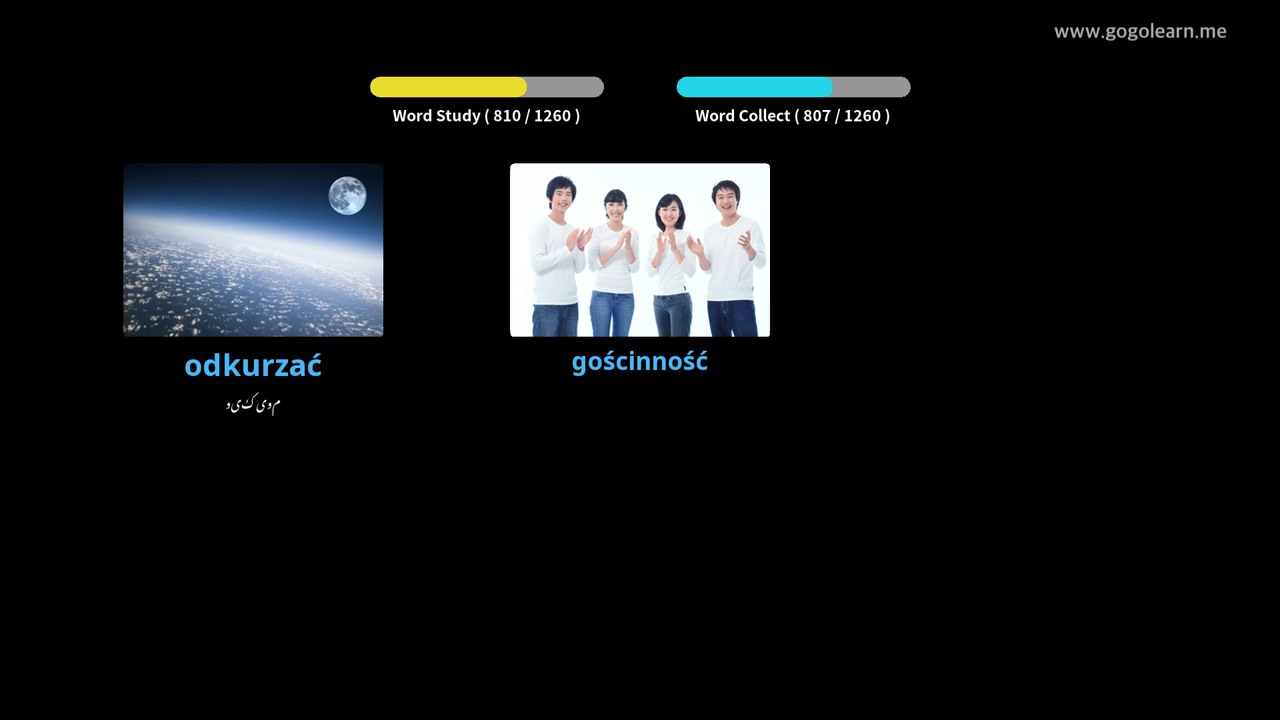 www.gogolearn.me
Word Study ( 810 / 1260 )
Word Collect ( 807 / 1260 )
odkurzać
م و ی ک ی و
gościnność